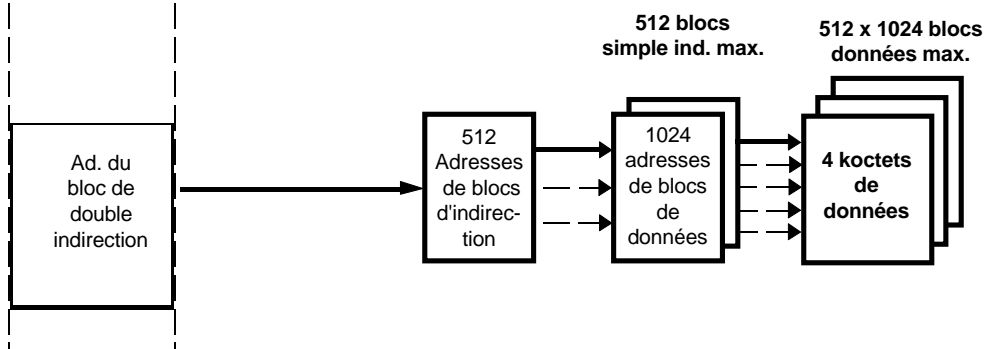 512 blocs
simple ind. max.
512 x 1024 blocs
données max.
Ad. du
bloc de
double
indirection
512
Adresses
de blocs
d'indirec-
tion
1024
adresses
de blocs
de
données
4 koctets
de
données